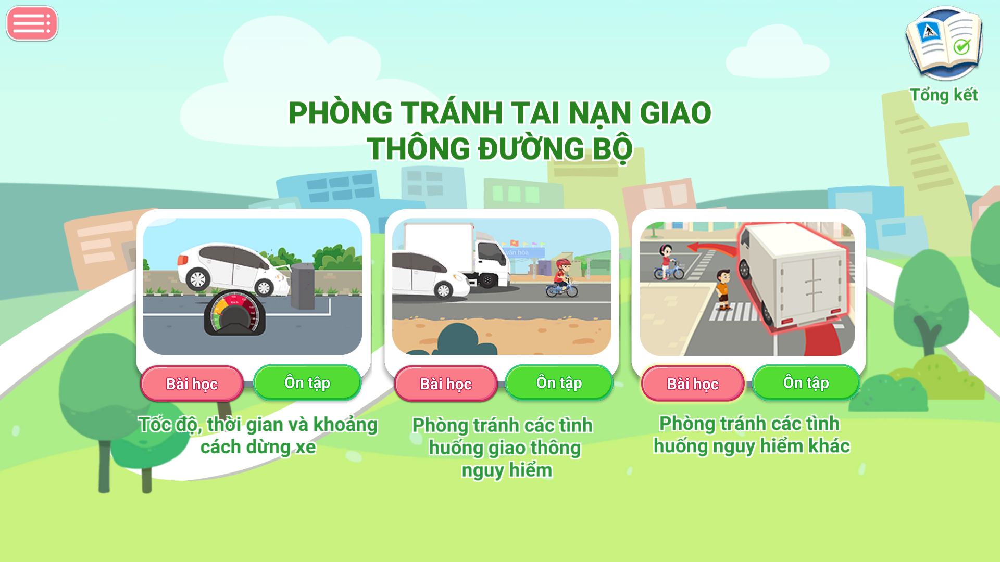 Tổng kết
PHÒNG TRÁNH TAI NẠN GIAO
THÔNG ĐƯỜNG BỘ
văn hóa
Bài học
Ôn tập
Bài học
Ôn tập
Bài học
Ôn tập
Tốc độ, thời gian và khoảng
cách dừng xe
Phòng tránh các tình
huống giao thông
nguy hiểm
Phòng tránh các tình
huống nguy hiểm khác